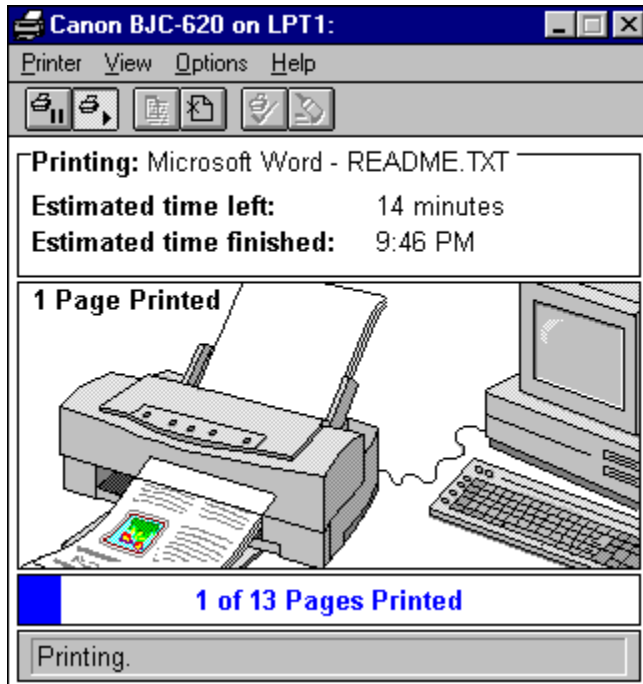 Canon BJC-620 on LPT1:
Printer View Options Help
Printing: Microsoft Word - README.TXT
Estimated time left: 14 minutes
Estimated time finished: 9:46 PM
1 Page Printed
1 of 13 Pages Printed
Printing.